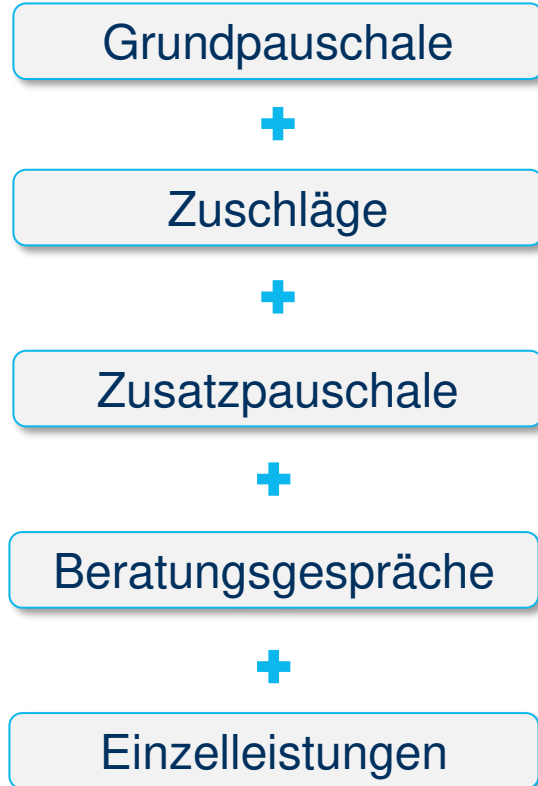 Grundpauschale
+
Zuschläge
+
Zusatzpauschale
+
Beratungsgespräche
+
Einzelleistungen